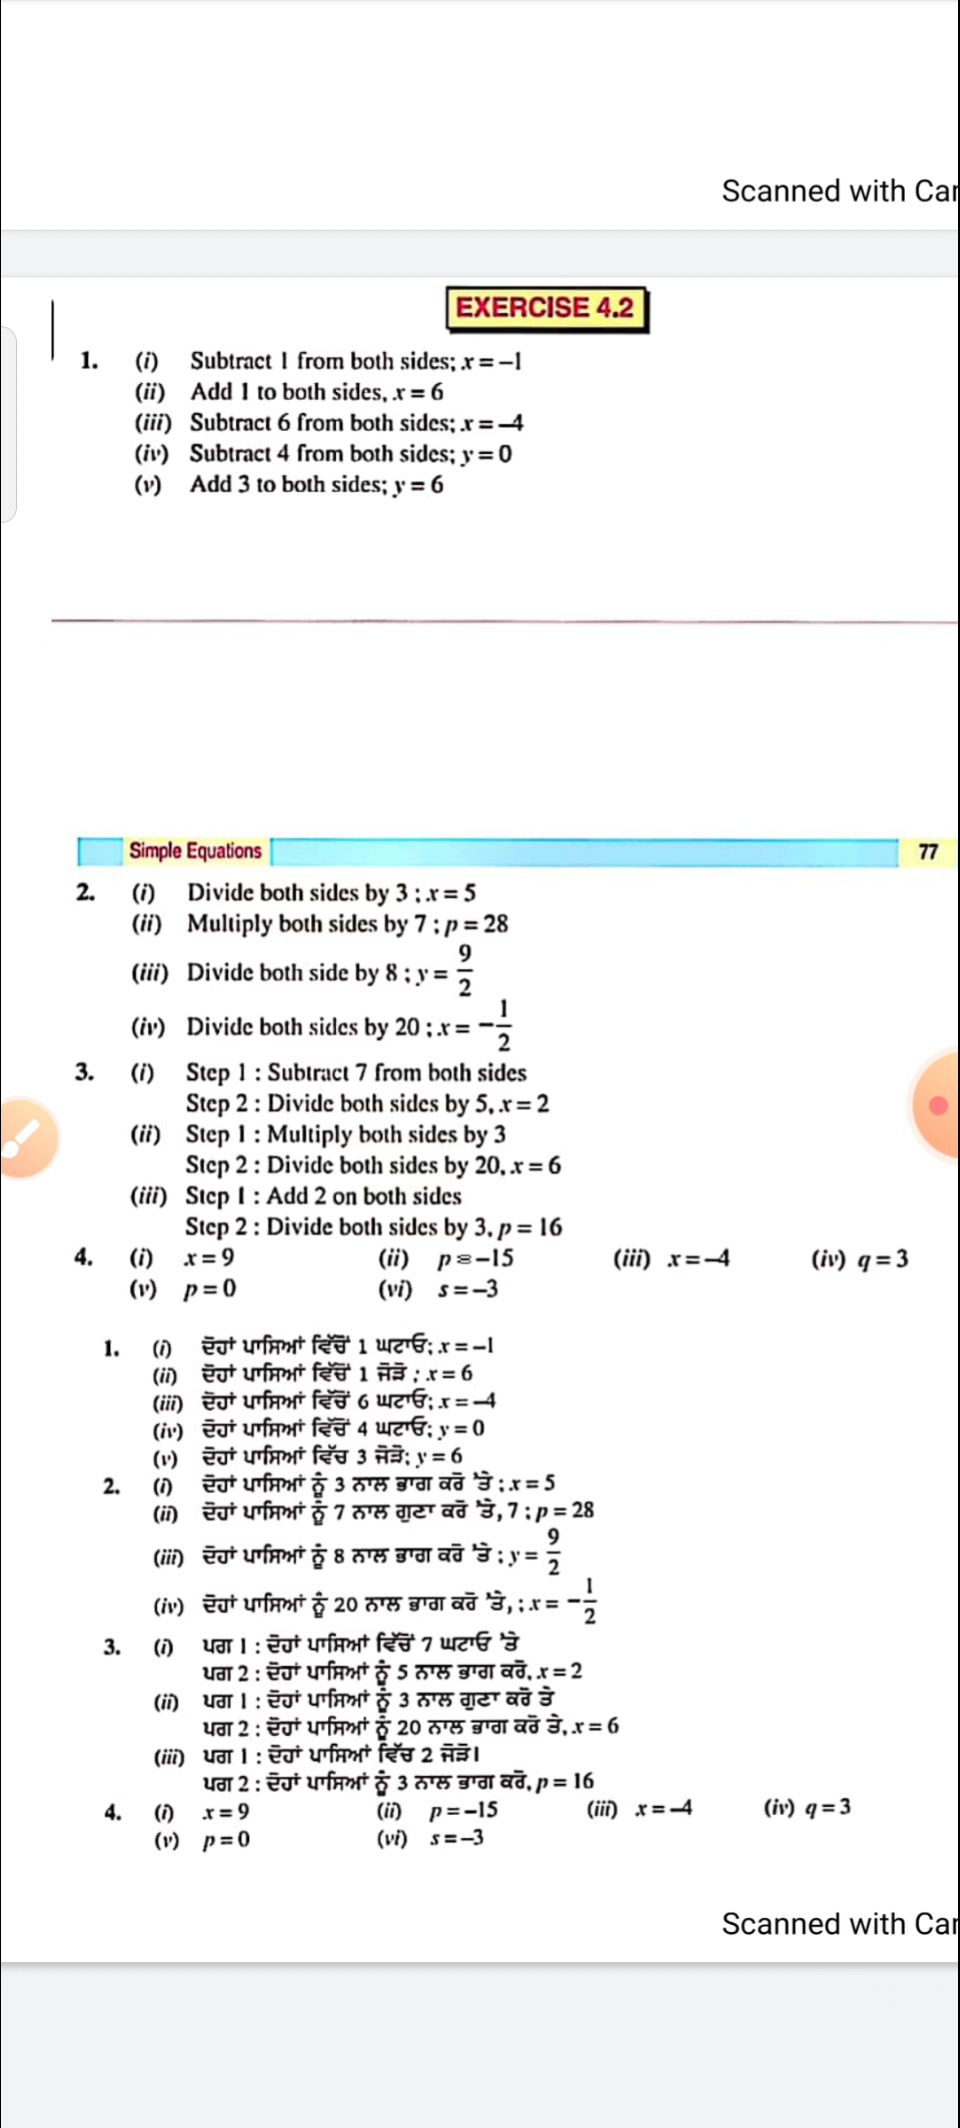 Scanned with Car
EXERCISE 4.2
1. (i) Subtract 1 from both sides; x = –1
(ii) Add 1 to both sides, x = 6
(iii) Subtract 6 from both sides; x = –4
(iv) Subtract 4 from both sides; y = 0
(v) Add 3 to both sides; y = 6
Simple Equations 77
2. (i) Divide both sides by 3 ; x = 5
(ii) Multiply both sides by 7 ; p = 28
(iii) Divide both side by 8 ; y = 9/2
(iv) Divide both sides by 20 ; x = –1/2
3. (i) Step 1 : Subtract 7 from both sides
Step 2 : Divide both sides by 5, x = 2
(ii) Step 1 : Multiply both sides by 3
Step 2 : Divide both sides by 20, x = 6
(iii) Step 1 : Add 2 on both sides
Step 2 : Divide both sides by 3, p = 16
4. (i) x = 9 (ii) p = –15 (iii) x = –4 (iv) q = 3
(v) p = 0 (vi) s = –3
1. (i) ਦੋਹਾਂ ਪਾਸਿਆਂ ਵਿੱਚੋਂ 1 ਘਟਾਓ; x = –1
(ii) ਦੋਹਾਂ ਪਾਸਿਆਂ ਵਿੱਚੋਂ 1 ਜੋੜੋ ; x = 6
(iii) ਦੋਹਾਂ ਪਾਸਿਆਂ ਵਿੱਚੋਂ 6 ਘਟਾਓ; x = –4
(iv) ਦੋਹਾਂ ਪਾਸਿਆਂ ਵਿੱਚੋਂ 4 ਘਟਾਓ; y = 0
(v) ਦੋਹਾਂ ਪਾਸਿਆਂ ਵਿੱਚ 3 ਜੋੜੋ; y = 6
2. (i) ਦੋਹਾਂ ਪਾਸਿਆਂ ਨੂੰ 3 ਨਾਲ ਭਾਗ ਕਰੋ 'ਤੇ ; x = 5
(ii) ਦੋਹਾਂ ਪਾਸਿਆਂ ਨੂੰ 7 ਨਾਲ ਗੁਣਾ ਕਰੋ 'ਤੇ, 7 ; p = 28
(iii) ਦੋਹਾਂ ਪਾਸਿਆਂ ਨੂੰ 8 ਨਾਲ ਭਾਗ ਕਰੋ 'ਤੇ ; y = 9/2
(iv) ਦੋਹਾਂ ਪਾਸਿਆਂ ਨੂੰ 20 ਨਾਲ ਭਾਗ ਕਰੋ 'ਤੇ, ; x = –1/2
3. (i) ਪਗ 1 : ਦੋਹਾਂ ਪਾਸਿਆਂ ਵਿੱਚੋਂ 7 ਘਟਾਓ 'ਤੇ
ਪਗ 2 : ਦੋਹਾਂ ਪਾਸਿਆਂ ਨੂੰ 5 ਨਾਲ ਭਾਗ ਕਰੋ, x = 2
(ii) ਪਗ 1 : ਦੋਹਾਂ ਪਾਸਿਆਂ ਨੂੰ 3 ਨਾਲ ਗੁਣਾ ਕਰੋ ਤੇ
ਪਗ 2 : ਦੋਹਾਂ ਪਾਸਿਆਂ ਨੂੰ 20 ਨਾਲ ਭਾਗ ਕਰੋ ਤੇ, x = 6
(iii) ਪਗ 1 : ਦੋਹਾਂ ਪਾਸਿਆਂ ਵਿੱਚ 2 ਜੋੜੋ।
ਪਗ 2 : ਦੋਹਾਂ ਪਾਸਿਆਂ ਨੂੰ 3 ਨਾਲ ਭਾਗ ਕਰੋ, p = 16
4. (i) x = 9 (ii) p = –15 (iii) x = –4 (iv) q = 3
(v) p = 0 (vi) s = –3
Scanned with Car